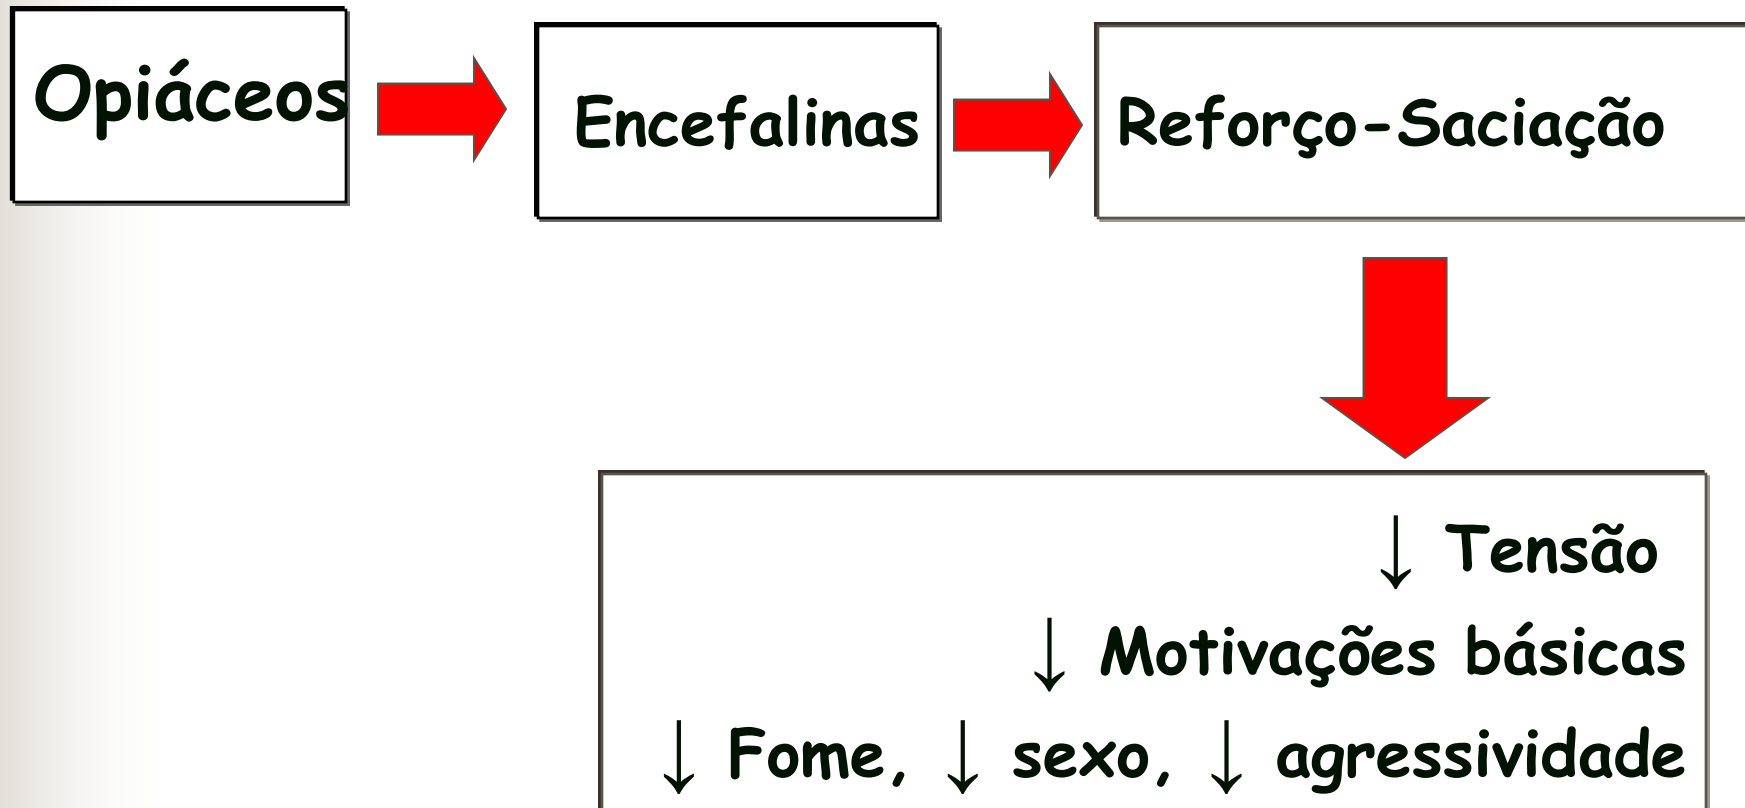 Opiáceos
Encefalinas
Reforço-Saciação
↓ Tensão
↓ Motivações básicas
↓ Fome, ↓ sexo, ↓ agressividade